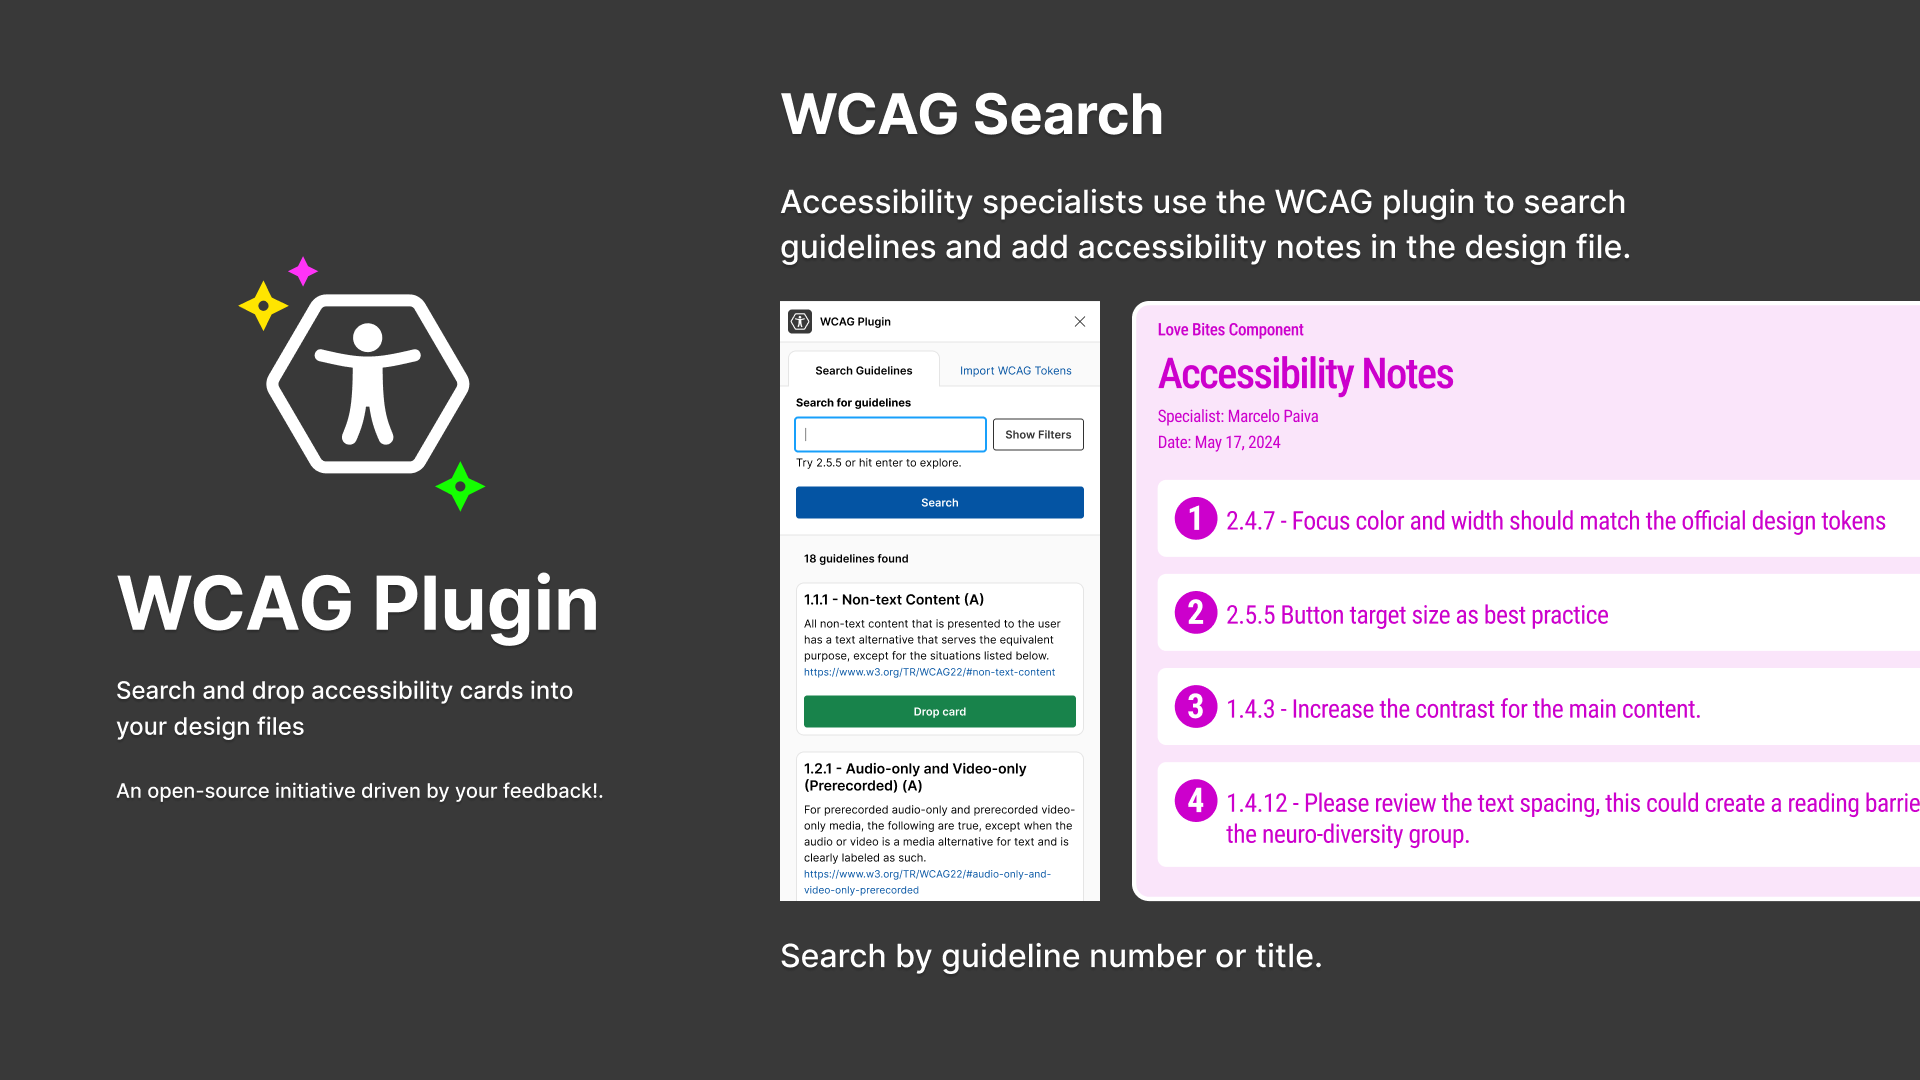 WCAG Plugin
Search and drop accessibility cards into
your design files
An open-source initiative driven by your feedback!.
WCAG Search
Accessibility specialists use the WCAG plugin to search
guidelines and add accessibility notes in the design file.
WCAG Plugin
Search Guidelines
Import WCAG Tokens
Search for guidelines
Show Filters
Try 2.5.5 or hit enter to explore.
Search
18 guidelines found
1.1.1 - Non-text Content (A)
All non-text content that is presented to the user
has a text alternative that serves the equivalent
purpose, except for the situations listed below.
https://www.w3.org/TR/WCAG22/#non-text-content
Drop card
1.2.1 - Audio-only and Video-only
(Prerecorded) (A)
For prerecorded audio-only and prerecorded video-
only media, the following are true, except when the
audio or video is a media alternative for text and is
clearly labeled as such.
https://www.w3.org/TR/WCAG22/#audio-only-and-
video-only-prerecorded
Love Bites Component
Accessibility Notes
Specialist: Marcelo Paiva
Date: May 17, 2024
1 2.4.7 - Focus color and width should match the official design tokens
2 2.5.5 Button target size as best practice
3 1.4.3 - Increase the contrast for the main content.
4 1.4.12 - Please review the text spacing, this could create a reading barrie
the neuro-diversity group.
Search by guideline number or title.